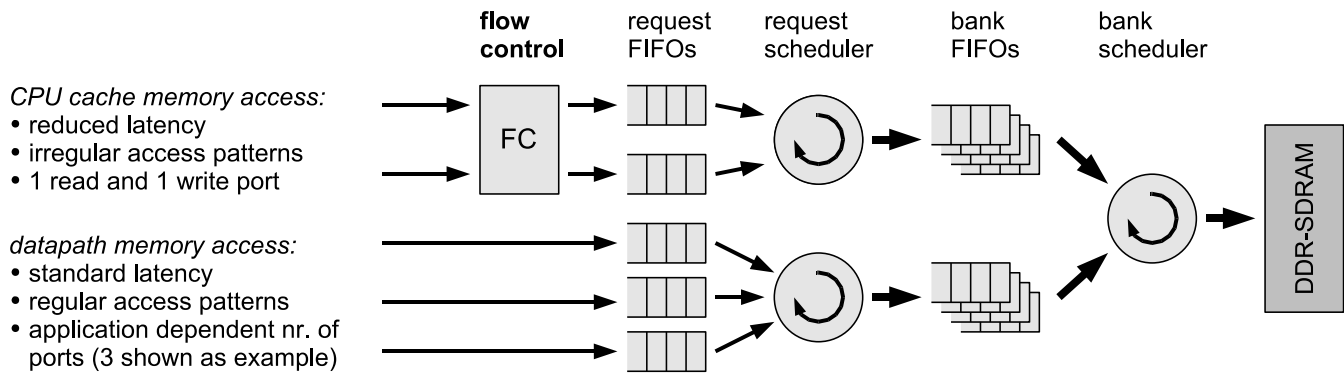 flow
control
request
FIFOs
request
scheduler
bank
FIFOs
bank
scheduler
CPU cache memory access:
• reduced latency
• irregular access patterns
• 1 read and 1 write port
FC
datapath memory access:
• standard latency
• regular access patterns
• application dependent nr. of
ports (3 shown as example)
DDR-SDRAM